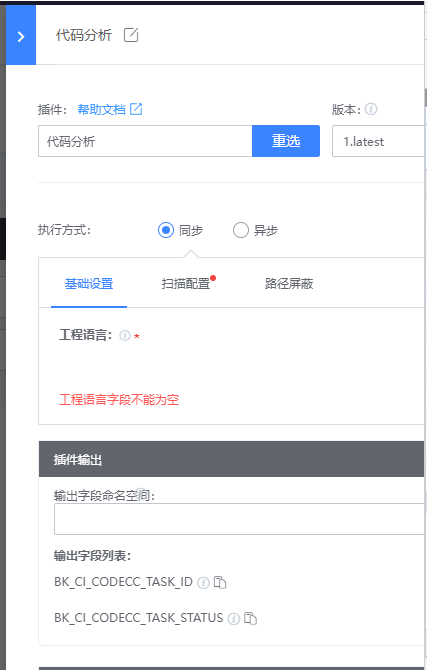 代码分析
插件： 帮助文档 版本：
代码分析 重选 1.latest
执行方式： 同步 异步
基础设置 扫描配置 路径屏蔽
工程语言： *
工程语言字段不能为空
插件输出
输出字段命名空间：
输出字段列表：
BK_CI_CODECC_TASK_ID
BK_CI_CODECC_TASK_STATUS